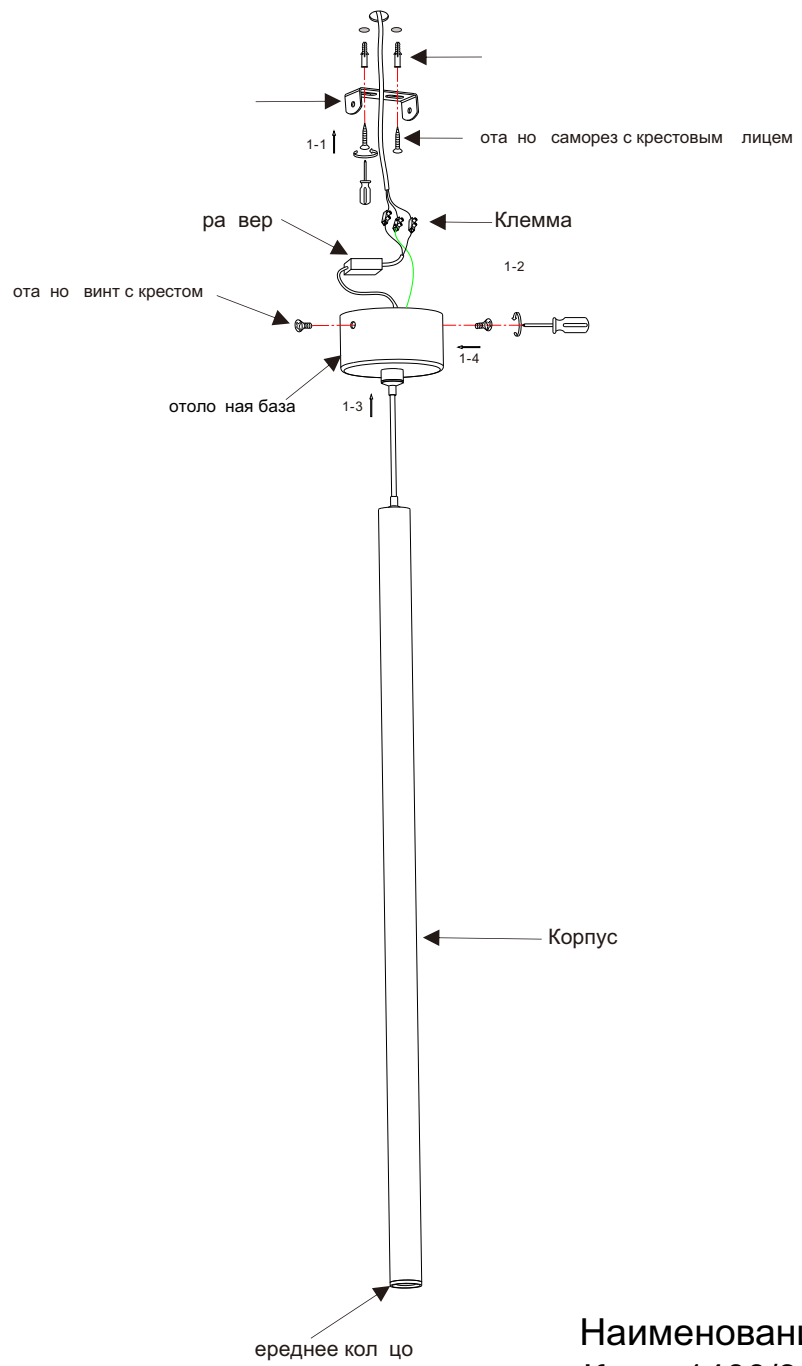 ота но саморез с крестовым лицем
1-1
Клемма
ра вер
1-2
ота но винт с крестом
1-4
отоло ная база
1-3
Корпус
ереднее кол цо
Наименовани